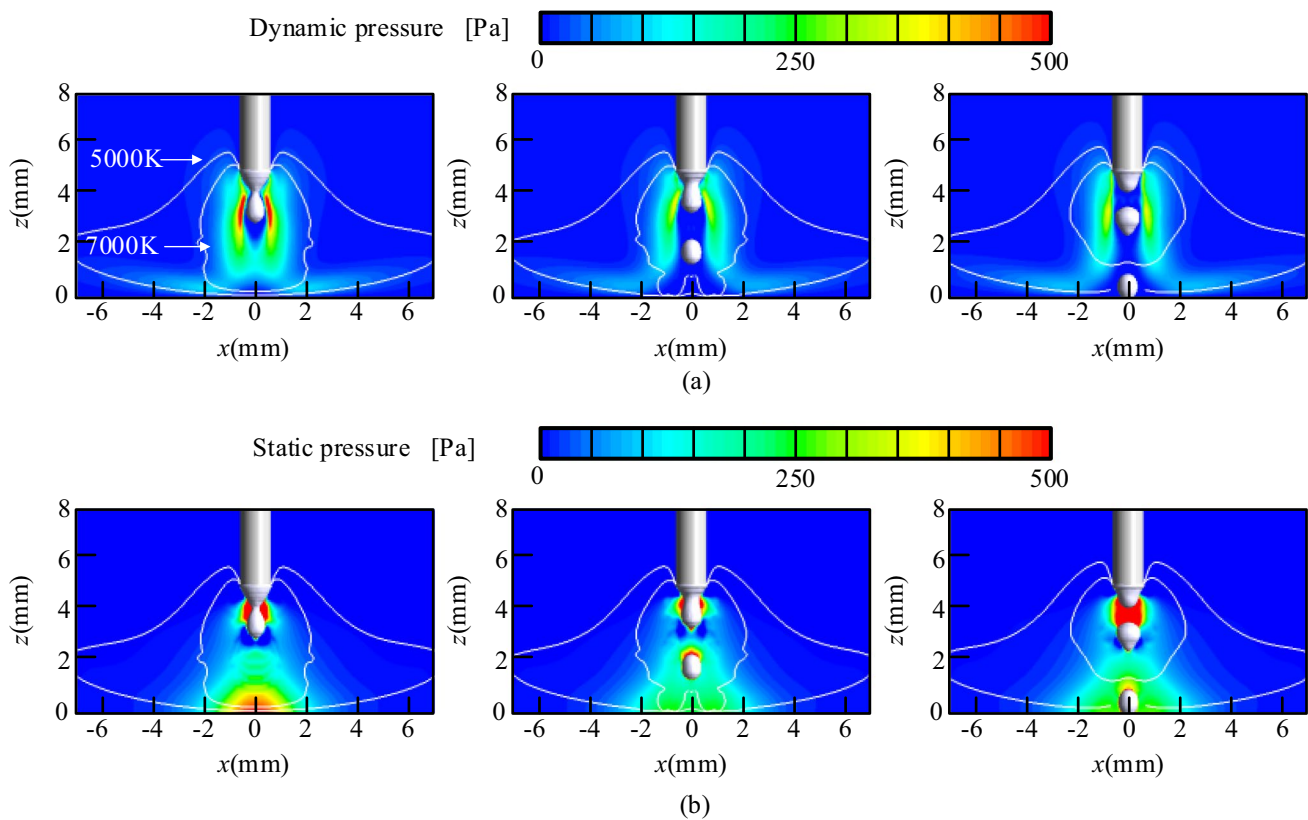 Dynamic pressure [Pa]
0 250 500
8 8 8
6 6 6
5000K
4 4 4
z(mm) z(mm) z(mm)
7000K
2 2 2
0 0 0
-6 -4 -2 0 2 4 6 -6 -4 -2 0 2 4 6 -6 -4 -2 0 2 4 6
x(mm) x(mm) x(mm)
(a)
Static pressure [Pa]
0 250 500
8 8 8
6 6 6
z(mm) z(mm) z(mm)
4 4 4
2 2 2
0 0 0
-6 -4 -2 0 2 4 6 -6 -4 -2 0 2 4 6 -6 -4 -2 0 2 4 6
x(mm) x(mm) x(mm)
(b)